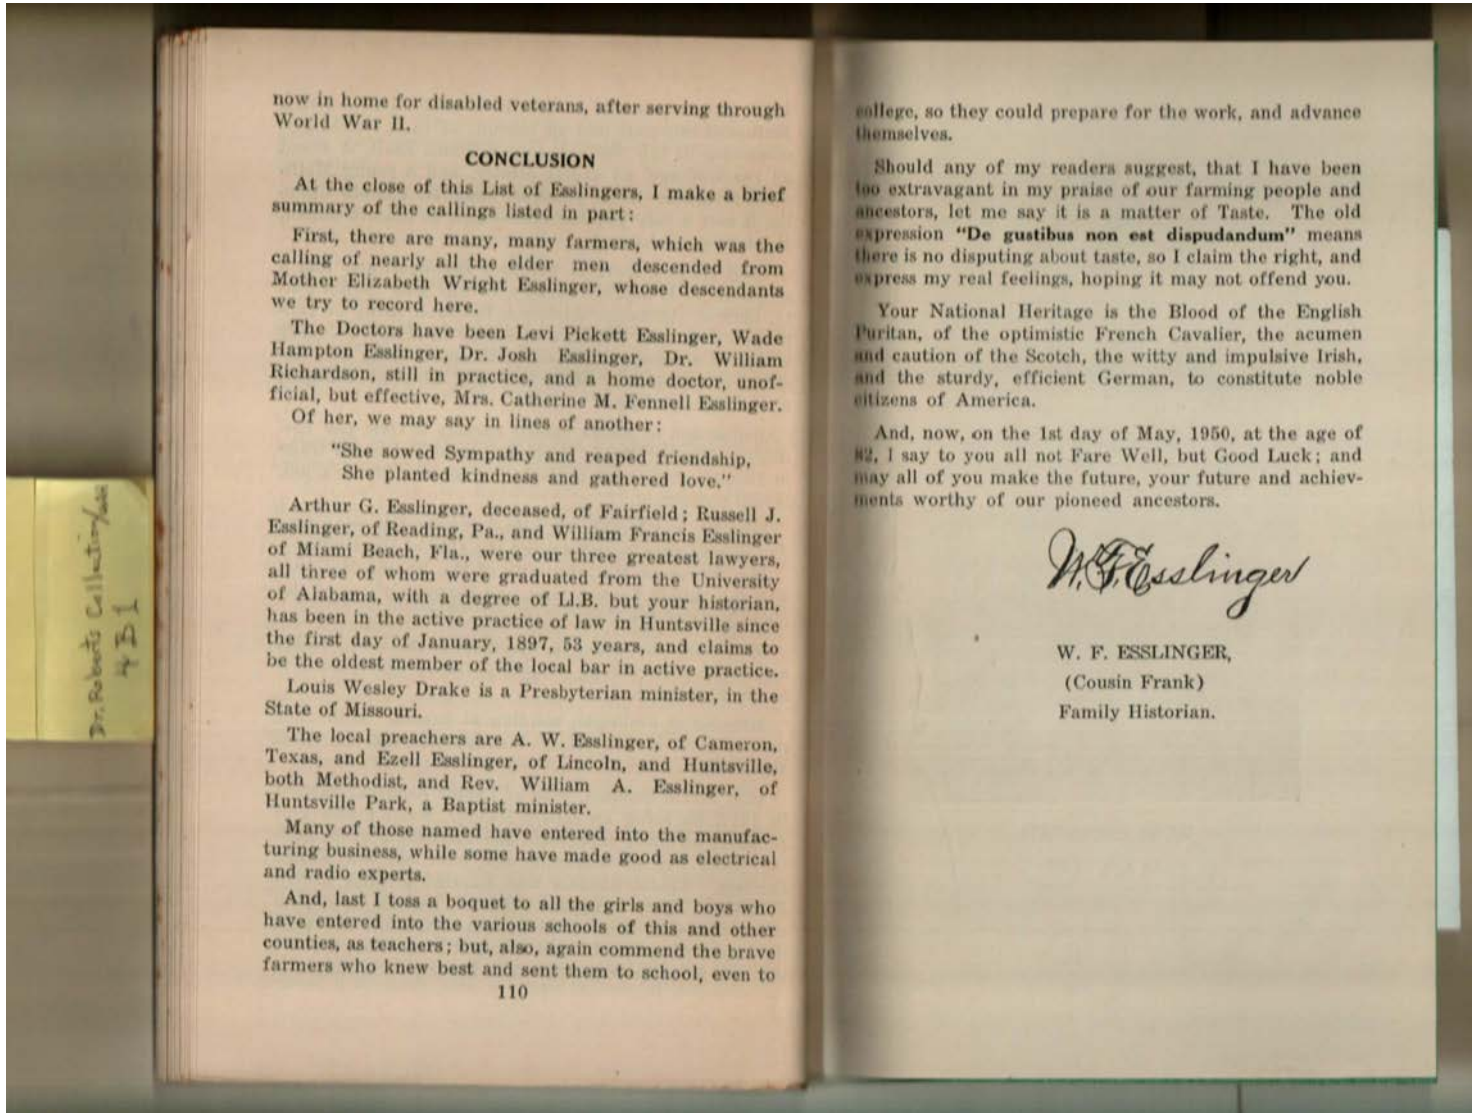 now in home for disabled veterans, after serving through
World War II.
CONCLUSION
At the close of this List of Esslingers, I make a brief
summary of the callings listed in part:
First, there are many, many farmers, which was the
calling of nearly all the elder men descended from
Mother Elizabeth Wright Esslinger, whose descendants
we try to record here.
The Doctors have been Levi Pickett Esslinger, Wade
Hampton Esslinger, Dr. Josh Esslinger, Dr. William
Richardson, still in practice, and a home doctor, unof-
ficial, but effective, Mrs. Catherine M. Fennell Esslinger.
Of her, we may say in lines of another:
"She sowed Sympathy and reaped friendship,
She planted kindness and gathered love."
Arthur G. Esslinger, deceased, of Fairfield; Russell J.
Esslinger, of Reading, Pa., and William Francis Esslinger
of Miami Beach, Fla., were our three greatest lawyers,
all three of whom were graduated from the University
of Alabama, with a degree of Ll.B. but your historian,
has been in the active practice of law in Huntsville since
the first day of January, 1897, 53 years, and claims to
be the oldest member of the local bar in active practice.
Louis Wesley Drake is a Presbyterian minister, in the
State of Missouri.
The local preachers are A. W. Esslinger, of Cameron,
Texas, and Ezell Esslinger, of Lincoln, and Huntsville,
both Methodist, and Rev. William A. Esslinger, of
Huntsville Park, a Baptist minister.
Many of those named have entered into the manufac-
turing business, while some have made good as electrical
and radio experts.
And, last I toss a boquet to all the girls and boys who
have entered into the various schools of this and other
counties, as teachers; but, also, again commend the brave
farmers who knew best and sent them to school, even to
110
college, so they could prepare for the work, and advance
themselves.
Should any of my readers suggest, that I have been
too extravagant in my praise of our farming people and
ancestors, let me say it is a matter of Taste. The old
expression "De gustibus non est dispudandum" means
there is no disputing about taste, so I claim the right, and
express my real feelings, hoping it may not offend you.
Your National Heritage is the Blood of the English
Puritan, of the optimistic French Cavalier, the acumen
and caution of the Scotch, the witty and impulsive Irish,
and the sturdy, efficient German, to constitute noble
citizens of America.
And, now, on the 1st day of May, 1950, at the age of
82, I say to you all not Fare Well, but Good Luck; and
may all of you make the future, your future and achiev-
ments worthy of our pioneed ancestors.
W. F. Esslinger
W. F. ESSLINGER,
(Cousin Frank)
Family Historian.
Dr. Roberts Collection
4 B 1